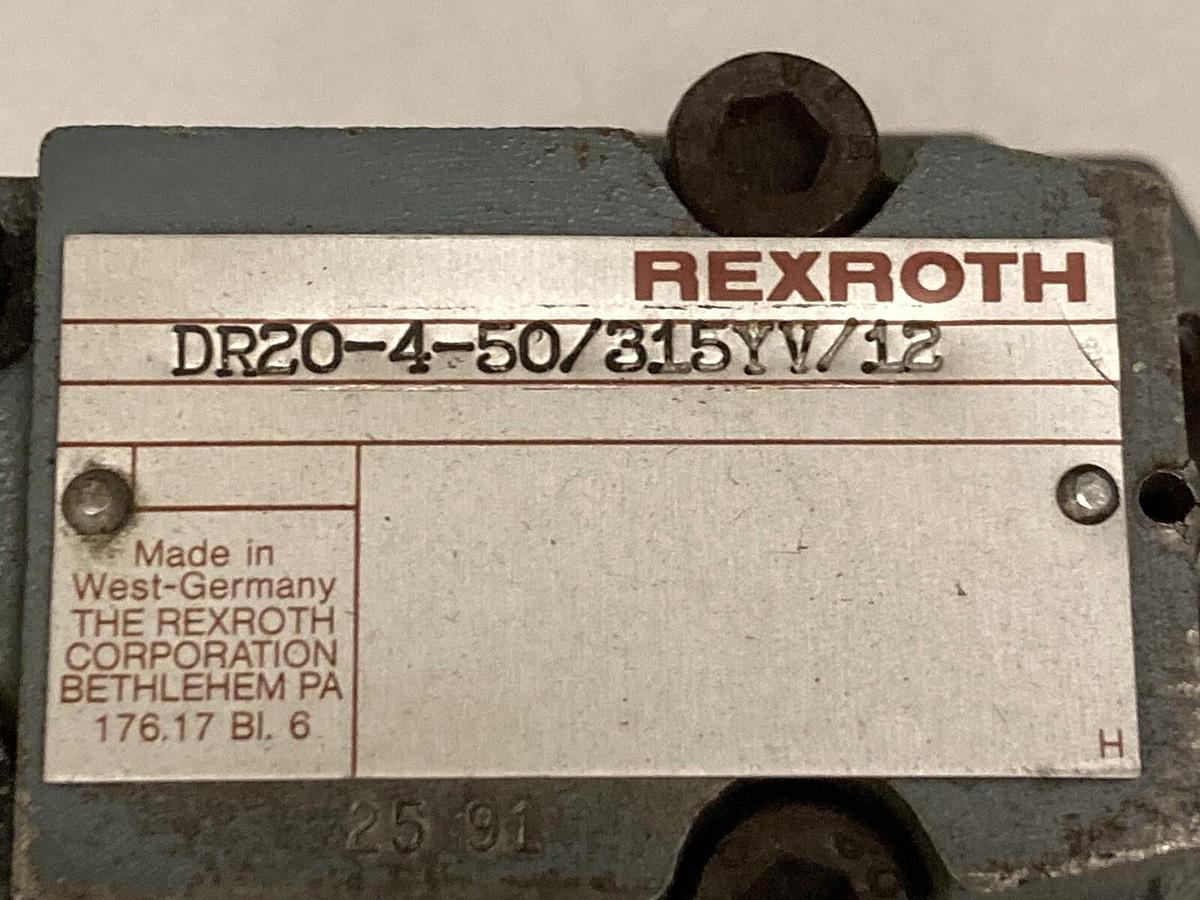 REXROTH
DR20-4-50/315YV/12
Made in
West-Germany
THE REXROTH
CORPORATION
BETHLEHEM PA
176.17 Bl. 6
H
25 91